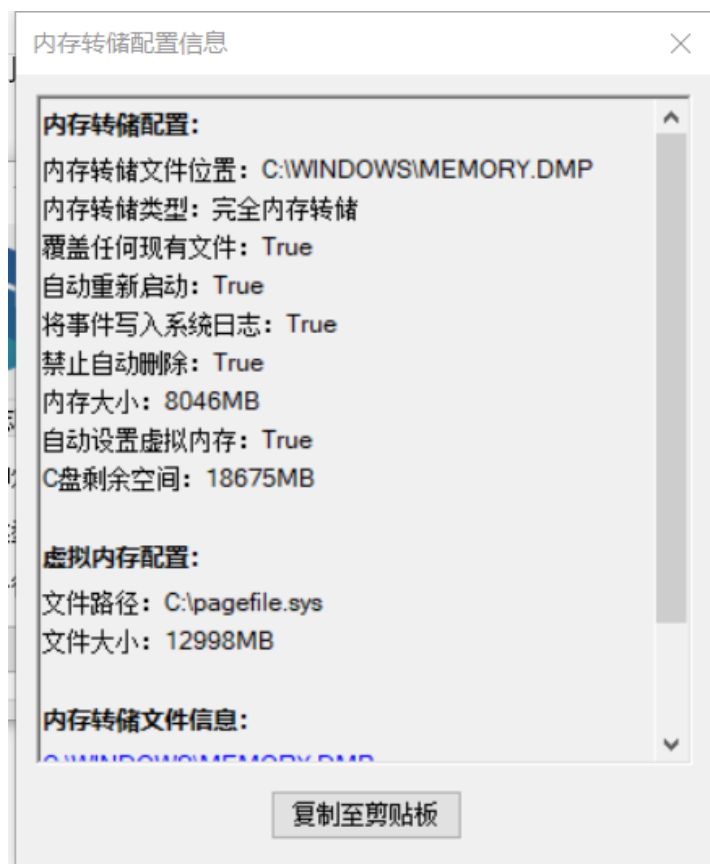 内存转储配置信息
内存转储配置：
内存转储文件位置：C:\WINDOWS\MEMORY.DMP
内存转储类型：完全内存转储
覆盖任何现有文件：True
自动重新启动：True
将事件写入系统日志：True
禁止自动删除：True
内存大小：8046MB
自动设置虚拟内存：True
C盘剩余空间：18675MB
虚拟内存配置：
文件路径：C:\pagefile.sys
文件大小：12998MB
内存转储文件信息：
C:\WINDOWS\MEMORY.DMP
复制至剪贴板